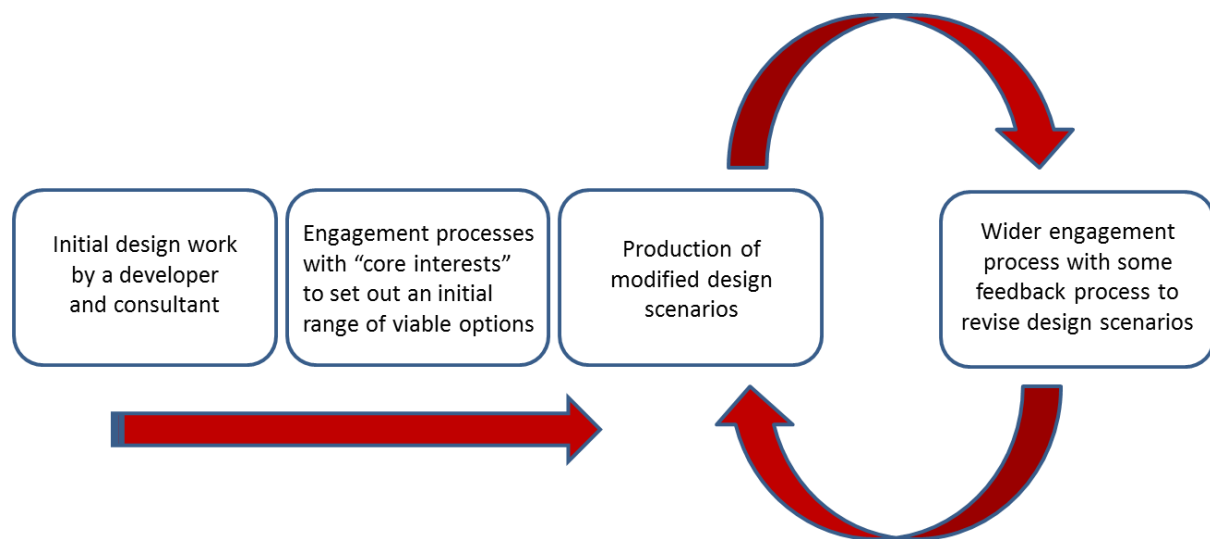 Initial design work
by a developer
and consultant
Engagement processes
with “core interests”
to set out an initial
range of viable options
Production of
modified design
scenarios
Wider engagement
process with some
feedback process to
revise design scenarios